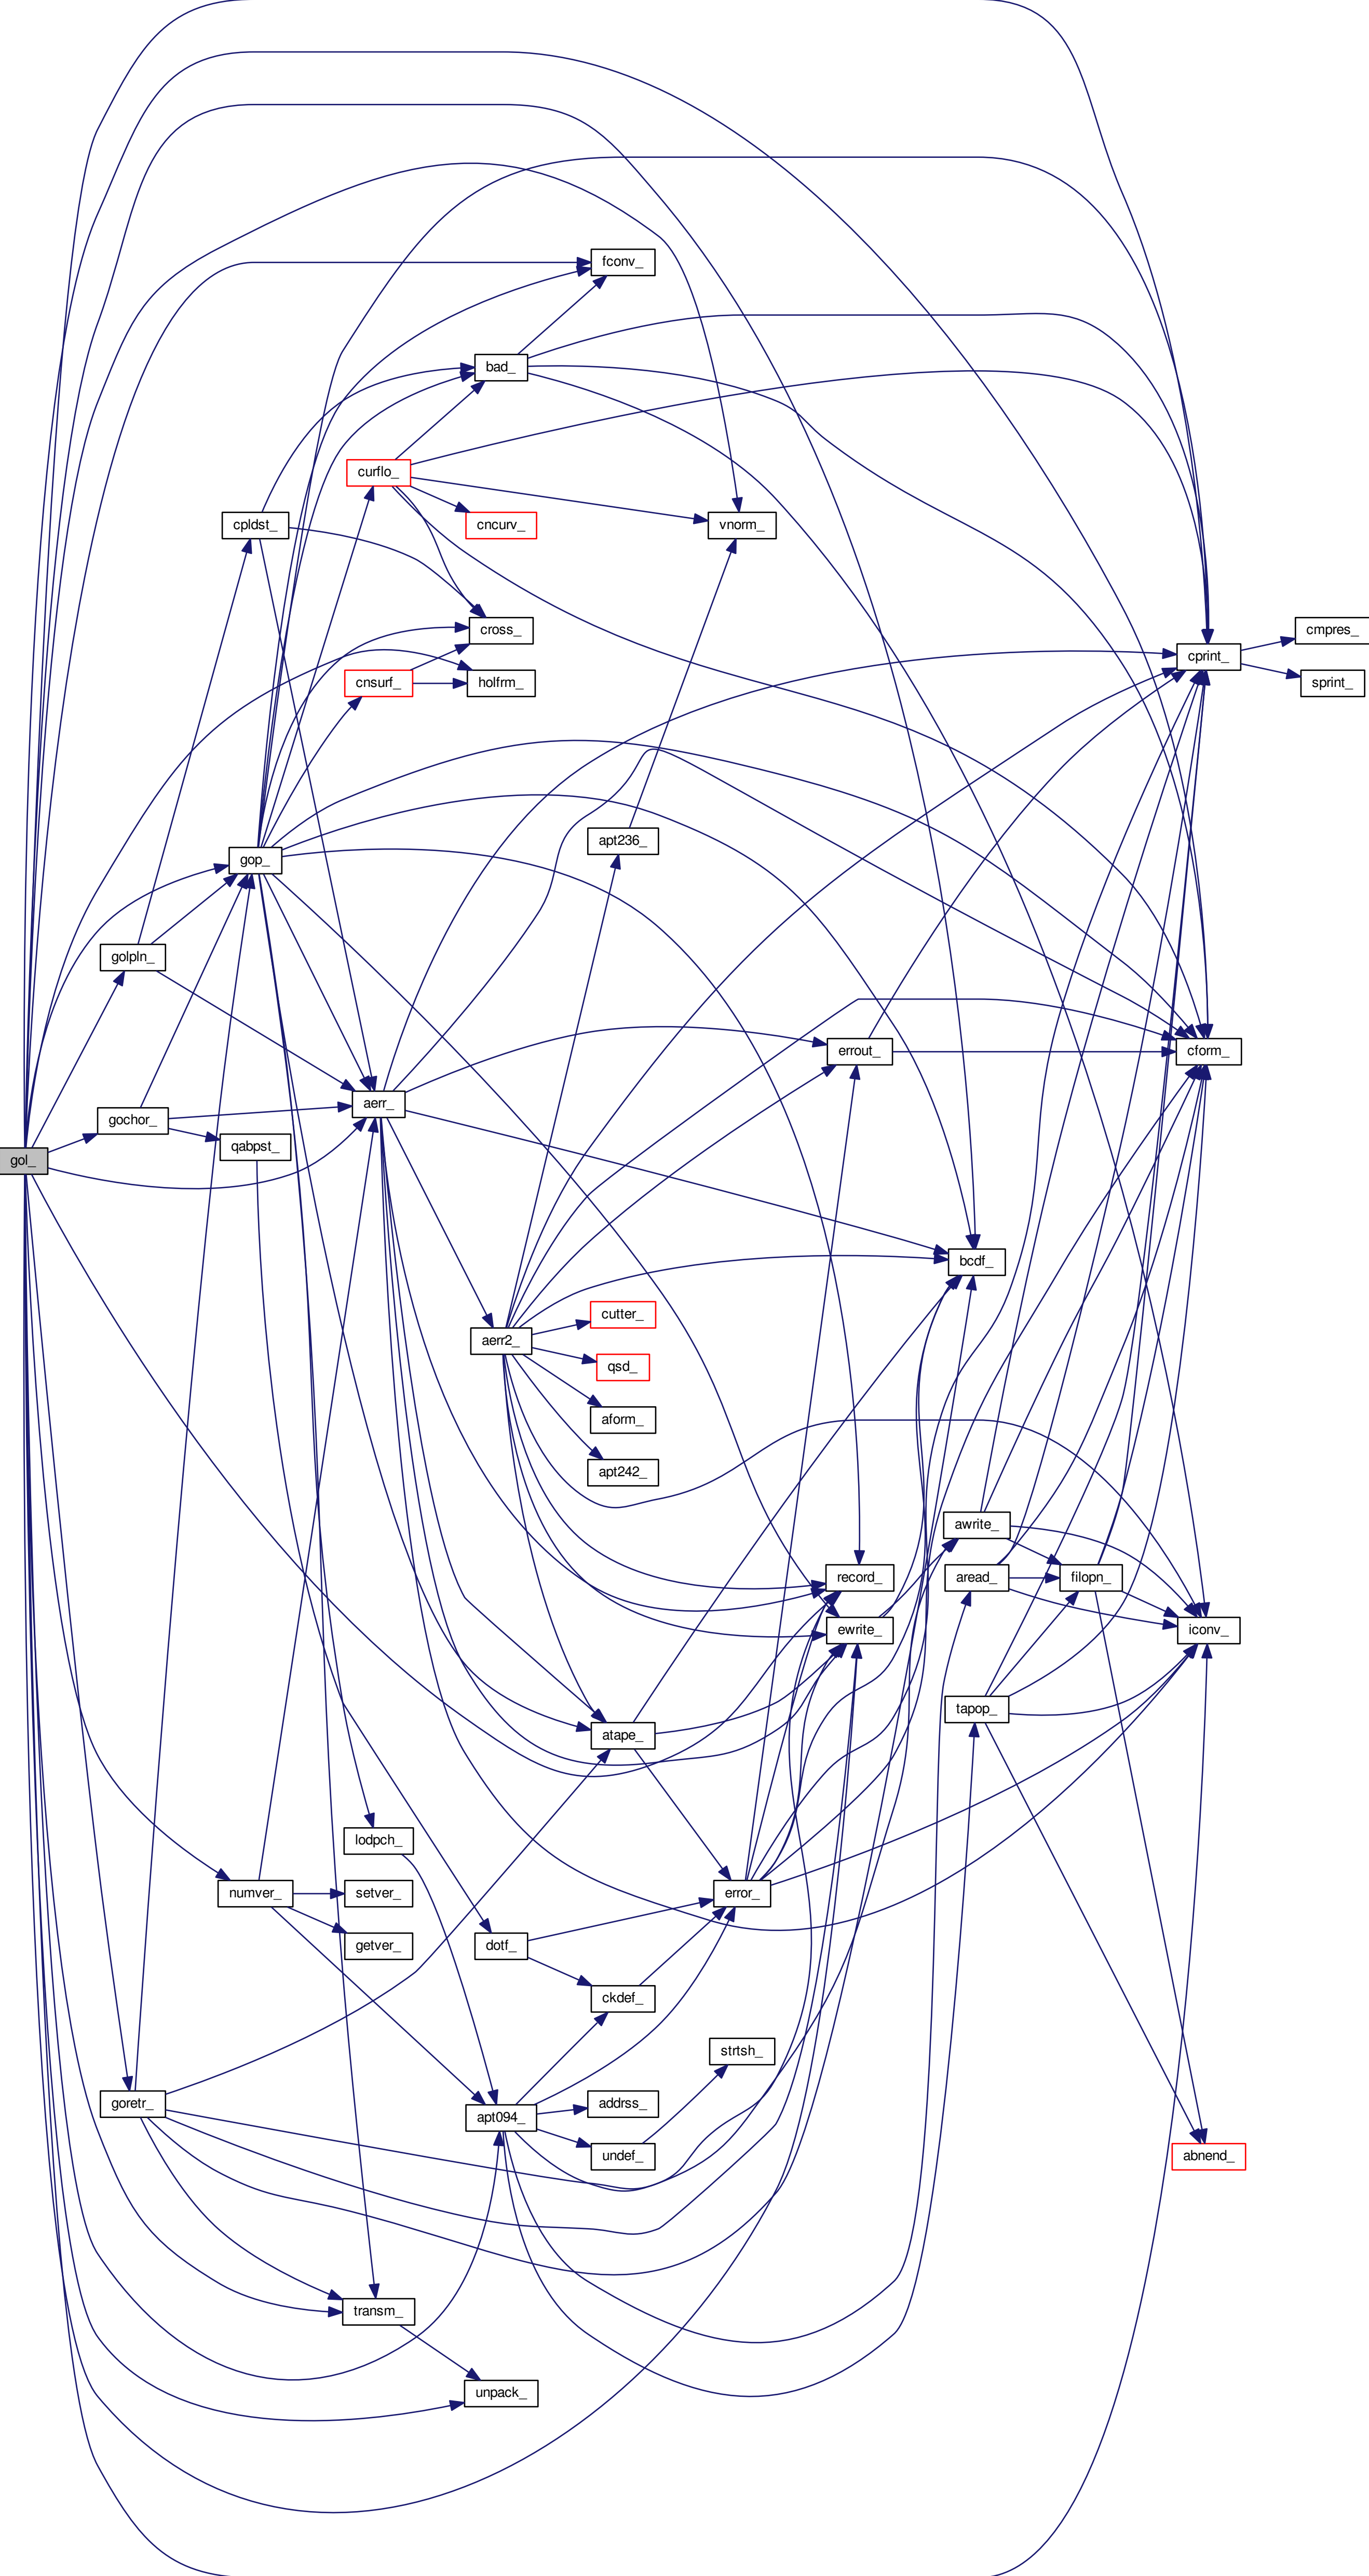 fconv_
bad_
curflo_
cpldst_
cncurv_
vnorm_
cross_
cmpres_
cprint_
holfrm_
cnsurf_
sprint_
apt236_
gop_
golpln_
errout_
cform_
aerr_
gochor_
qabpst_
gol_
bcdf_
cutter_
aerr2_
qsd_
aform_
apt242_
awrite_
record_
aread_
filopn_
ewrite_
iconv_
tapop_
atape_
lodpch_
numver_
setver_
error_
getver_
dotf_
ckdef_
strtsh_
goretr_
addrss_
apt094_
undef_
abnend_
transm_
unpack_